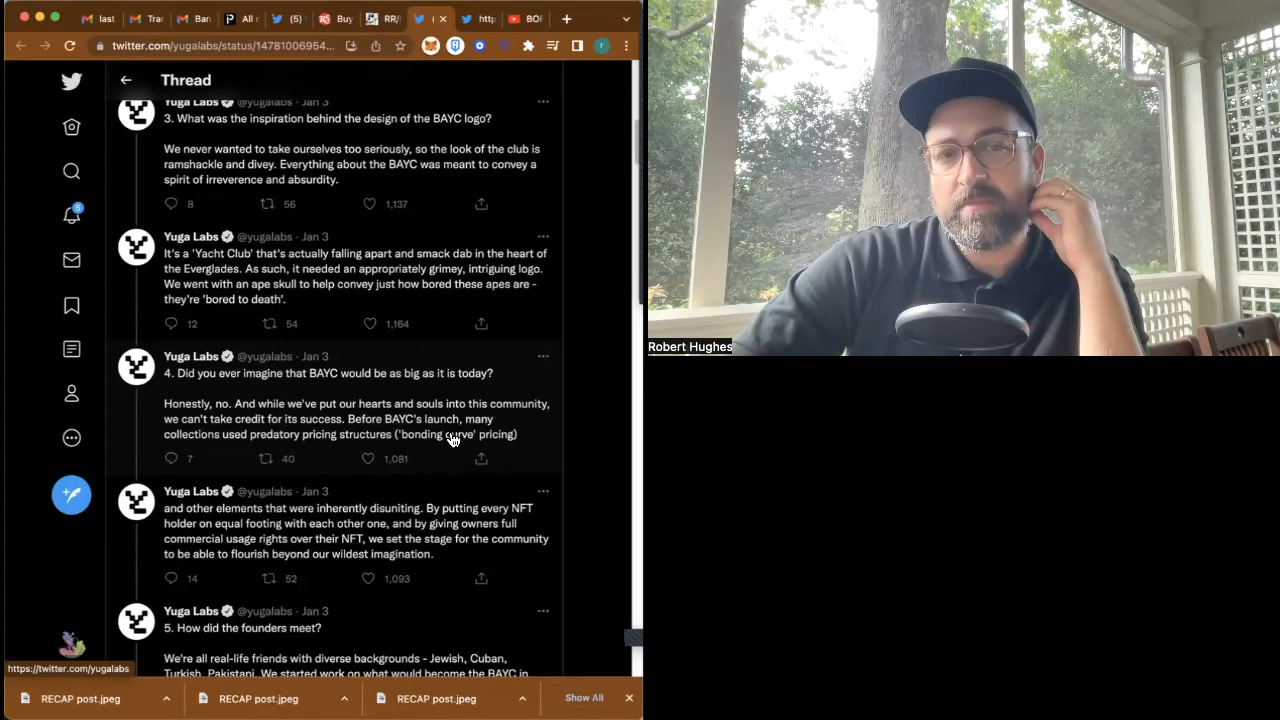 last
Tra
Ban
All r
(5)
Buy
RR/
(
http
BOF
twitter.com/yugalabs/status/14781006954...
r
Thread
Yuga Labs @yugalabs · Jan 3
3. What was the inspiration behind the design of the BAYC logo?
We never wanted to take ourselves too seriously, so the look of the club is
ramshackle and divey. Everything about the BAYC was meant to convey a
spirit of irreverence and absurdity.
8 56 1,137
5
Yuga Labs @yugalabs · Jan 3
It's a 'Yacht Club' that's actually falling apart and smack dab in the heart of
the Everglades. As such, it needed an appropriately grimey, intriguing logo.
We went with an ape skull to help convey just how bored these apes are -
they're 'bored to death'.
12 54 1,164
Yuga Labs @yugalabs · Jan 3
4. Did you ever imagine that BAYC would be as big as it is today?
Honestly, no. And while we've put our hearts and souls into this community,
we can't take credit for its success. Before BAYC's launch, many
collections used predatory pricing structures ('bonding curve' pricing)
7 40 1,081
Yuga Labs @yugalabs · Jan 3
and other elements that were inherently disuniting. By putting every NFT
holder on equal footing with each other one, and by giving owners full
commercial usage rights over their NFT, we set the stage for the community
to be able to flourish beyond our wildest imagination.
14 52 1,093
Yuga Labs @yugalabs · Jan 3
5. How did the founders meet?
We're all real-life friends with diverse backgrounds - Jewish, Cuban,
Turkish, Pakistani. We started work on what would become the BAYC in
https://twitter.com/yugalabs
RECAP post.jpeg
RECAP post.jpeg
RECAP post.jpeg
Show All
Robert Hughes